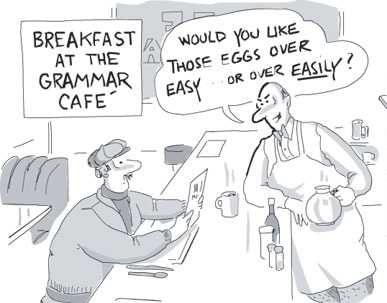 BREAKFAST
AT THE
GRAMMAR
CAFÉ
WOULD YOU LIKE
THOSE EGGS OVER
EASY ... OR OVER EASILY?